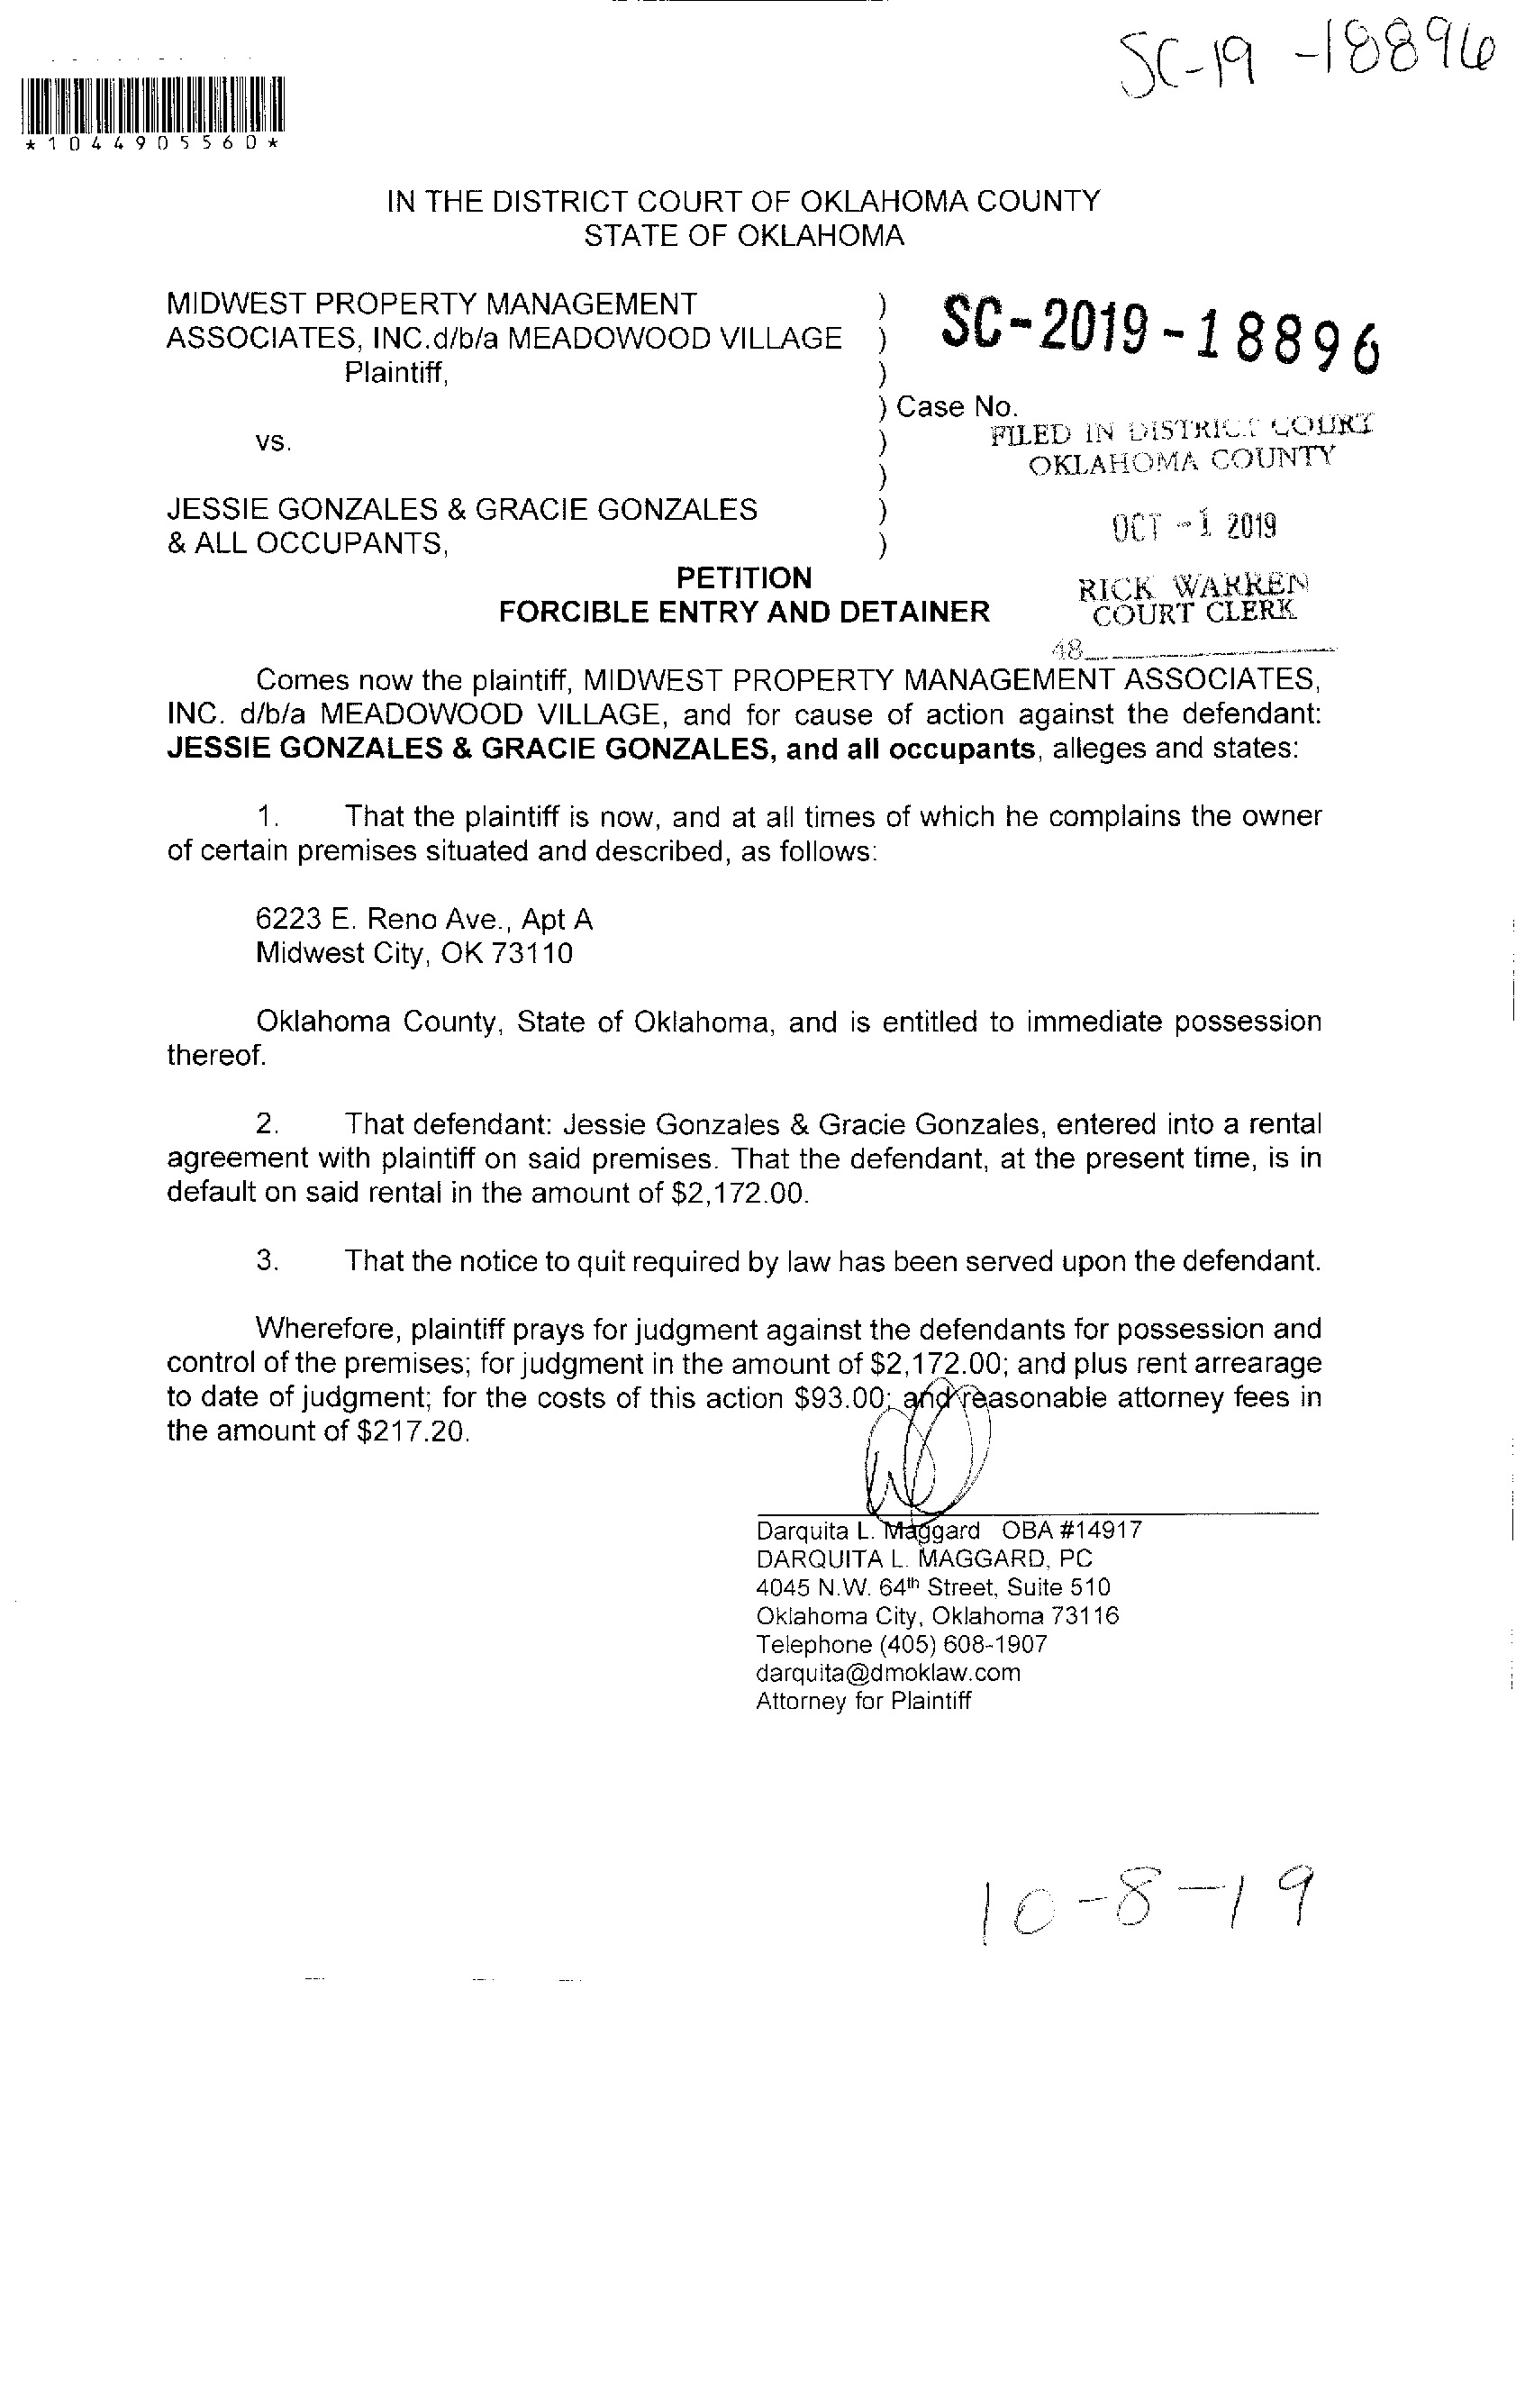 SC-19-18896
*1044905560*
IN THE DISTRICT COURT OF OKLAHOMA COUNTY
STATE OF OKLAHOMA
MIDWEST PROPERTY MANAGEMENT )
ASSOCIATES, INC.d/b/a MEADOWOOD VILLAGE )
Plaintiff, )
SC-2019-18896
) Case No.
vs. )
)
FILED IN DISTRICT COURT
OKLAHOMA COUNTY
JESSIE GONZALES & GRACIE GONZALES )
& ALL OCCUPANTS, )
OCT -1 2019
PETITION
FORCIBLE ENTRY AND DETAINER
RICK WARREN
COURT CLERK
48
Comes now the plaintiff, MIDWEST PROPERTY MANAGEMENT ASSOCIATES,
INC. d/b/a MEADOWOOD VILLAGE, and for cause of action against the defendant:
JESSIE GONZALES & GRACIE GONZALES, and all occupants, alleges and states:
1. That the plaintiff is now, and at all times of which he complains the owner
of certain premises situated and described, as follows:
6223 E. Reno Ave., Apt A
Midwest City, OK 73110
Oklahoma County, State of Oklahoma, and is entitled to immediate possession
thereof.
2. That defendant: Jessie Gonzales & Gracie Gonzales, entered into a rental
agreement with plaintiff on said premises. That the defendant, at the present time, is in
default on said rental in the amount of $2,172.00.
3. That the notice to quit required by law has been served upon the defendant.
Wherefore, plaintiff prays for judgment against the defendants for possession and
control of the premises; for judgment in the amount of $2,172.00; and plus rent arrearage
to date of judgment; for the costs of this action $93.00; and reasonable attorney fees in
the amount of $217.20.
Darquita L. Maggard OBA #14917
DARQUITA L. MAGGARD, PC
4045 N.W. 64th Street, Suite 510
Oklahoma City, Oklahoma 73116
Telephone (405) 608-1907
darquita@dmoklaw.com
Attorney for Plaintiff
10-8-19